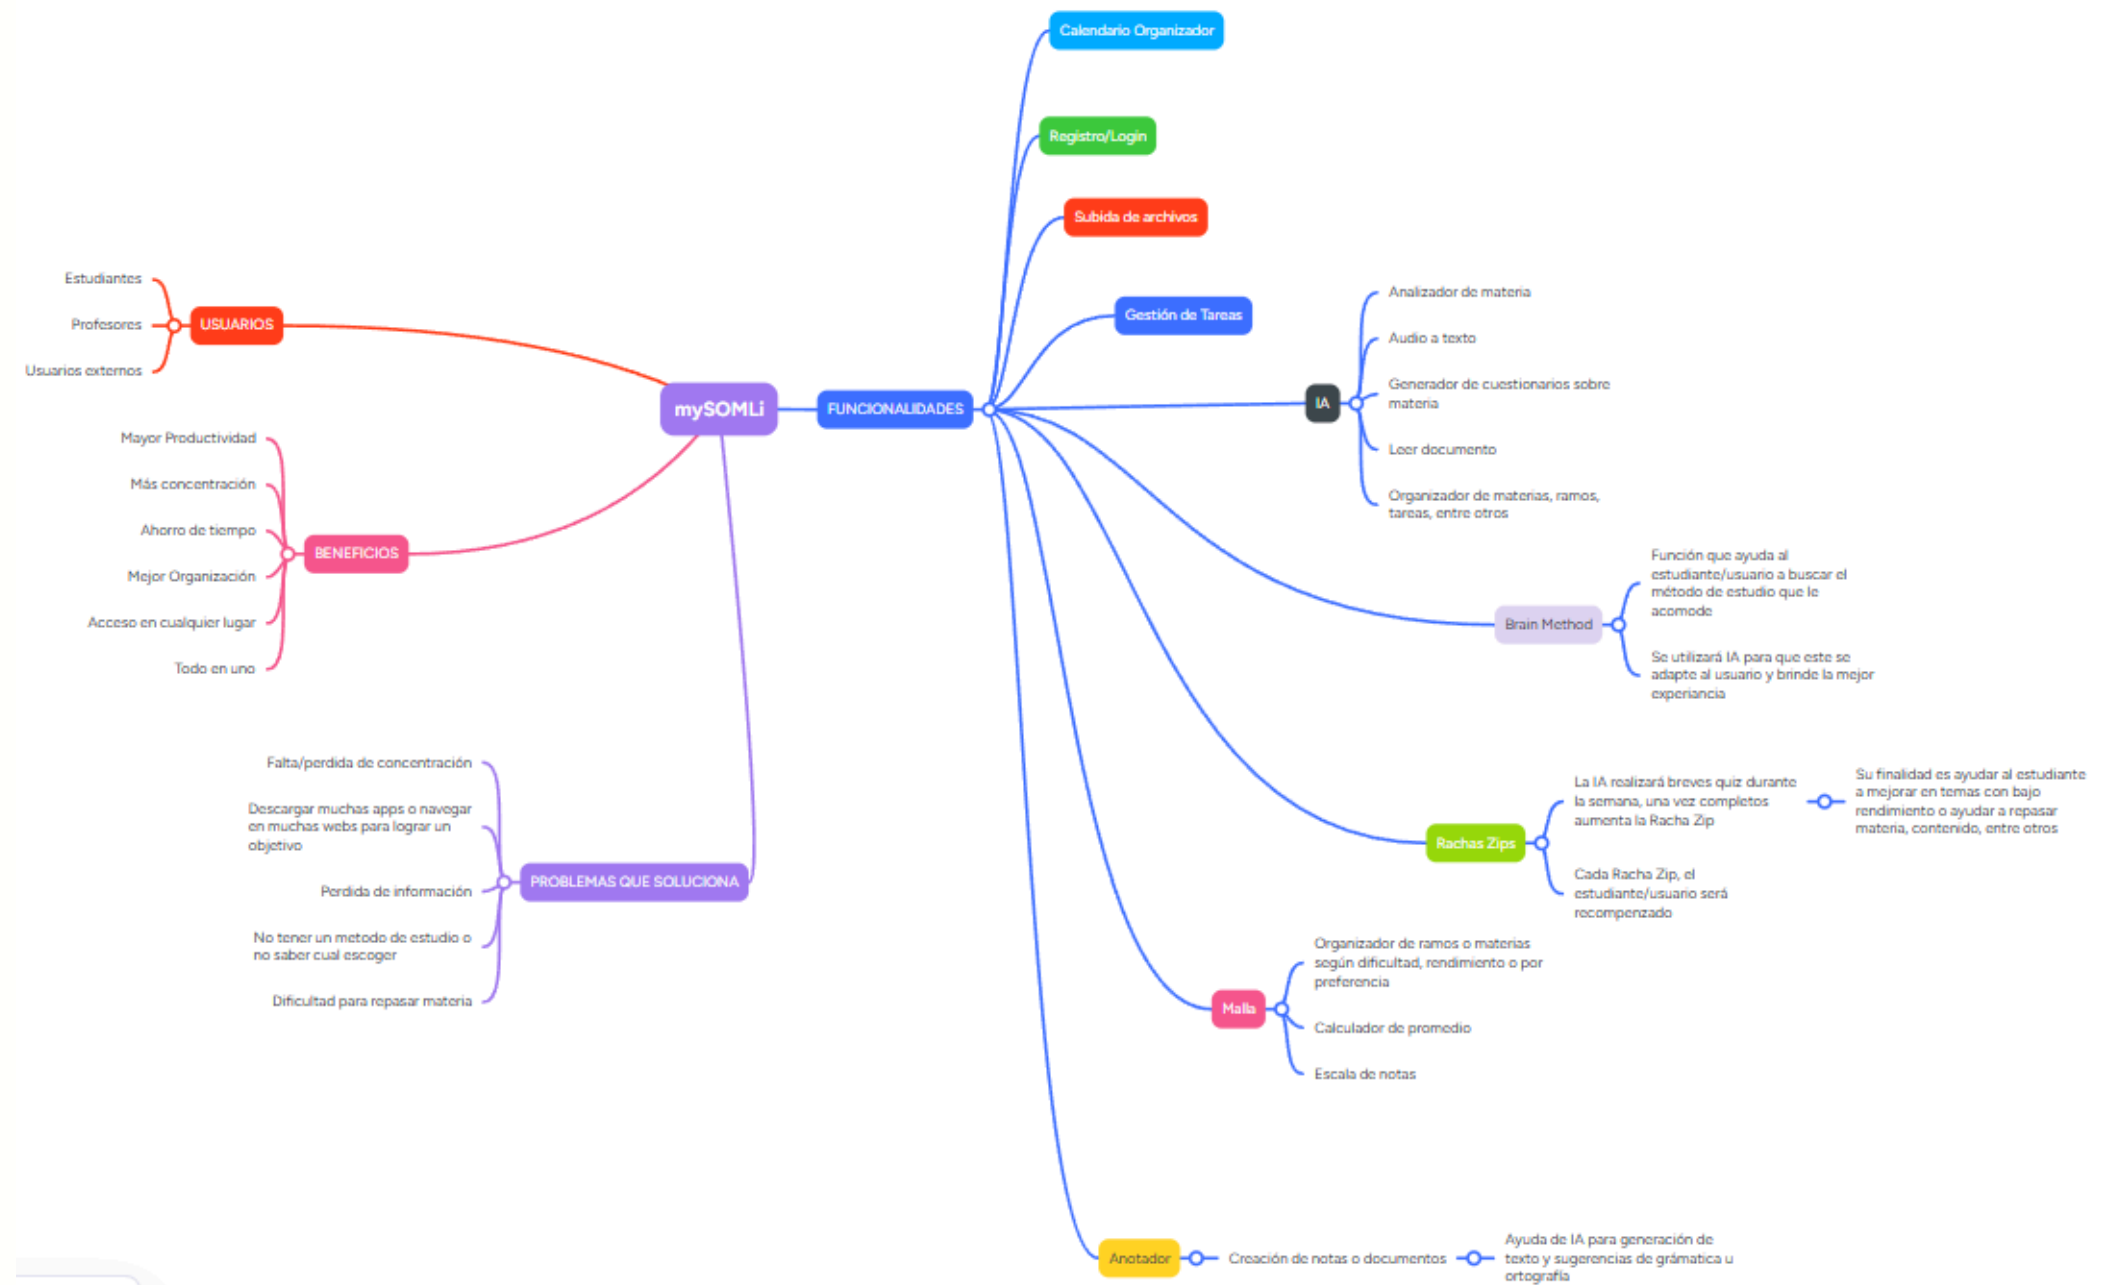 mySOMLi
USUARIOS
Estudiantes
Profesores
Usuarios externos
BENEFICIOS
Mayor Productividad
Más concentración
Ahorro de tiempo
Mejor Organización
Acceso en cualquier lugar
Todo en uno
PROBLEMAS QUE SOLUCIONA
Falta/perdida de concentración
Descargar muchas apps o navegar
en muchas webs para lograr un
objetivo
Perdida de información
No tener un metodo de estudio o
no saber cual escoger
Dificultad para repasar materia
FUNCIONALIDADES
Calendario Organizador
Registro/Login
Subida de archivos
Gestión de Tareas
IA
Analizador de materia
Audio a texto
Generador de cuestionarios sobre
materia
Leer documento
Organizador de materias, ramos,
tareas, entre otros
Brain Method
Función que ayuda al
estudiante/usuario a buscar el
método de estudio que le
acomode
Se utilizará IA para que este se
adapte al usuario y brinde la mejor
experiancia
Rachas Zips
La IA realizará breves quiz durante
la semana, una vez completos
aumenta la Racha Zip
Su finalidad es ayudar al estudiante
a mejorar en temas con bajo
rendimiento o ayudar a repasar
materia, contenido, entre otros
Cada Racha Zip, el
estudiante/usuario será
recompenzado
Malla
Organizador de ramos o materias
según dificultad, rendimiento o por
preferencia
Calculador de promedio
Escala de notas
Anotador
Creación de notas o documentos
Ayuda de IA para generación de
texto y sugerencias de grámatica u
ortografía